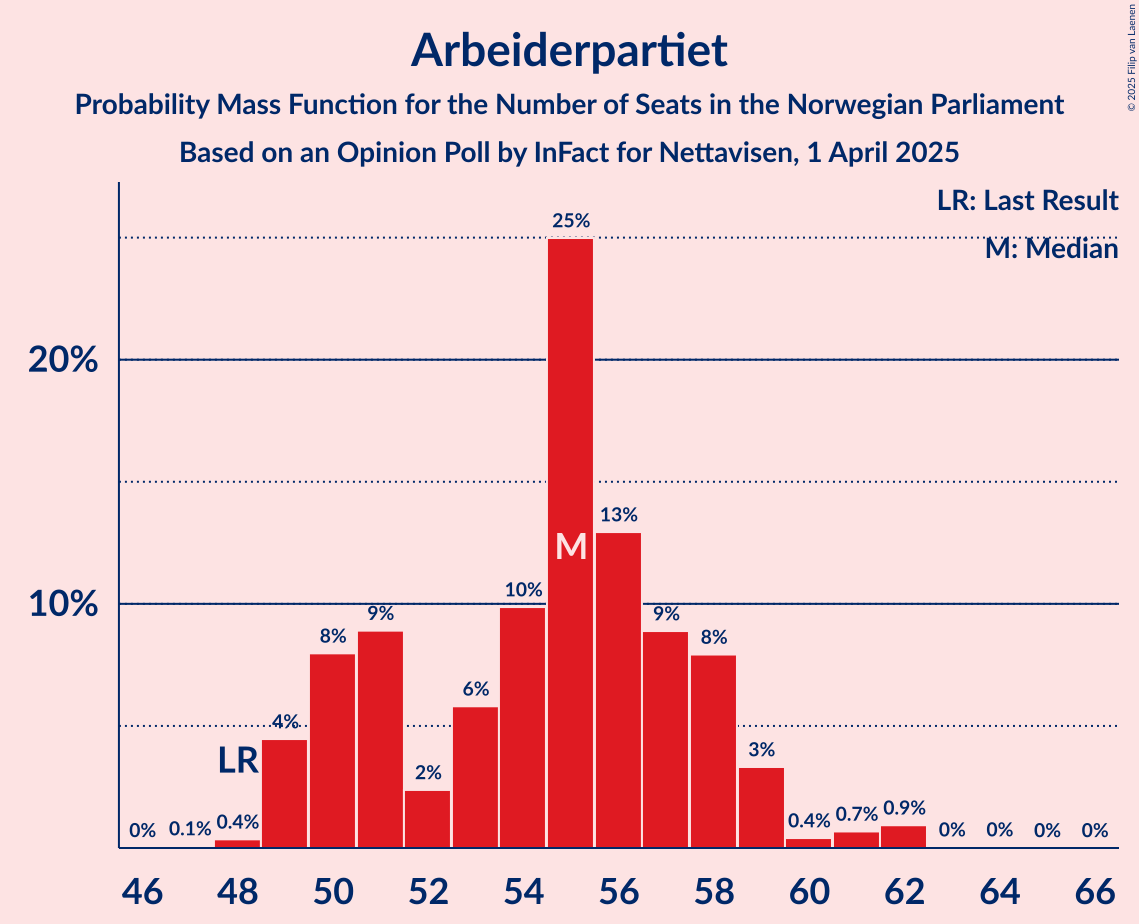 Arbeiderpartiet
Probability Mass Function for the Number of Seats in the Norwegian Parliament
Based on an Opinion Poll by InFact for Nettavisen, 1 April 2025
© 2025 Filip van Laenen
LR: Last Result
M: Median
20%
10%
0%
0.1%
0.4%
4%
8%
9%
2%
6%
10%
25%
13%
9%
8%
3%
0.4%
0.7%
0.9%
0%
0%
0%
0%
LR
M
46 48 50 52 54 56 58 60 62 64 66